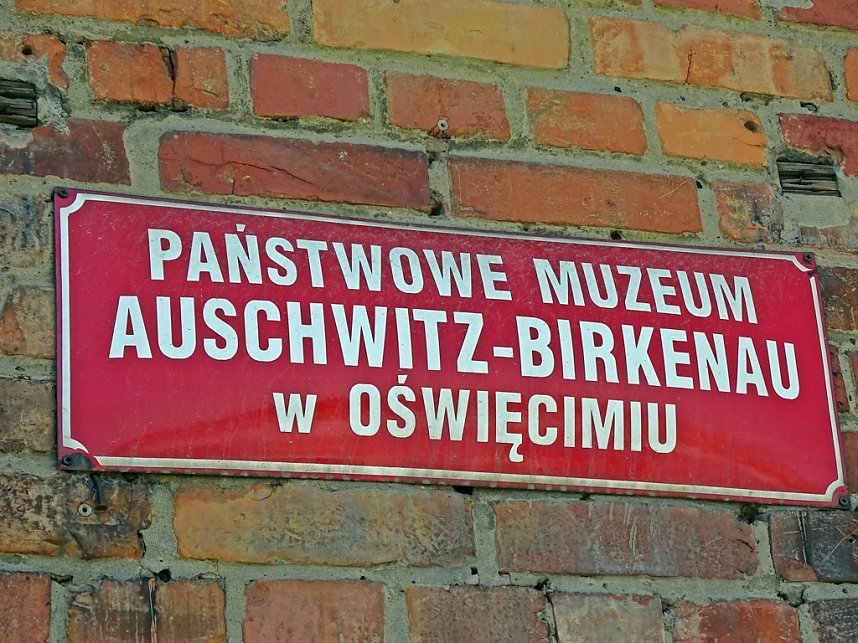 PAŃSTWOWE MUZEUM
AUSCHWITZ-BIRKENAU
w OŚWIĘCIMIU